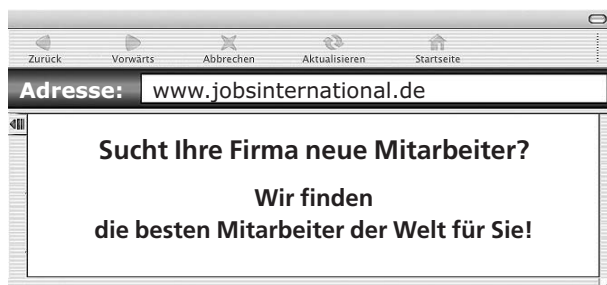 Zurück Vorwärts Abbrechen Aktualisieren Startseite
Adresse: www.jobsinternational.de
Sucht Ihre Firma neue Mitarbeiter?
Wir finden
die besten Mitarbeiter der Welt für Sie!